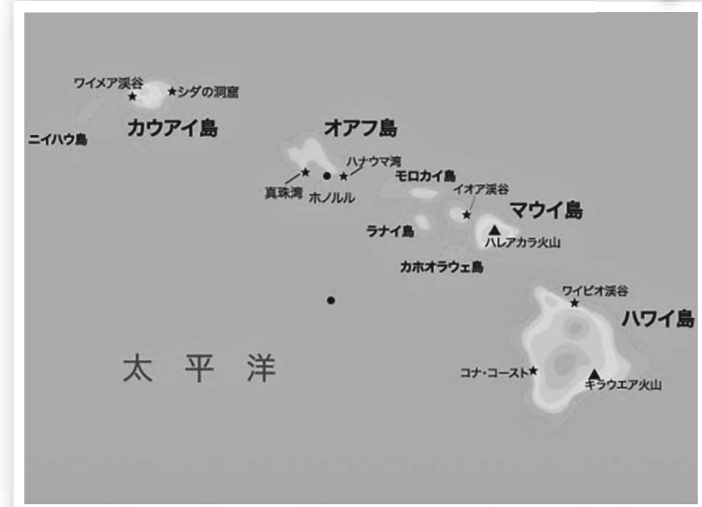 ワイメア渓谷
シダの洞窟
カウアイ島
ニイハウ島
オアフ島
ハナウマ湾
真珠湾
ホノルル
モロカイ島
イオア渓谷
マウイ島
ラナイ島
ハレアカラ火山
カホオラウェ島
ワイピオ渓谷
ハワイ島
太平洋
コナ・コースト
キラウエア火山